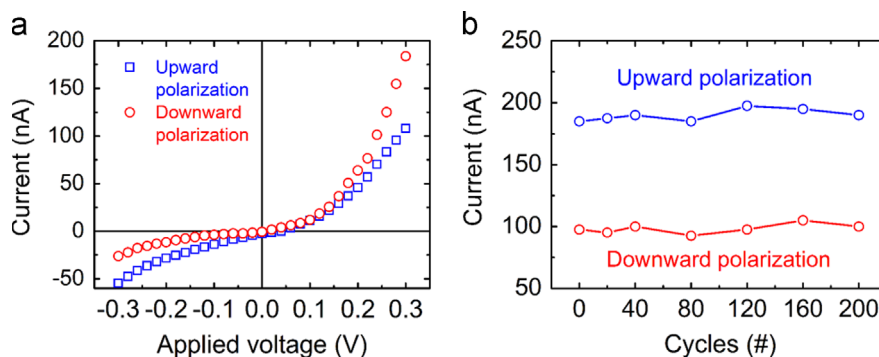 a
200
150
100
50
0
-50
Current (nA)
Upward
polarization
Downward
polarization
-0.3 -0.2 -0.1 0.0 0.1 0.2 0.3
Applied voltage (V)
b
250
200
150
100
50
Current (nA)
Upward polarization
Downward polarization
0 40 80 120 160 200
Cycles (#)